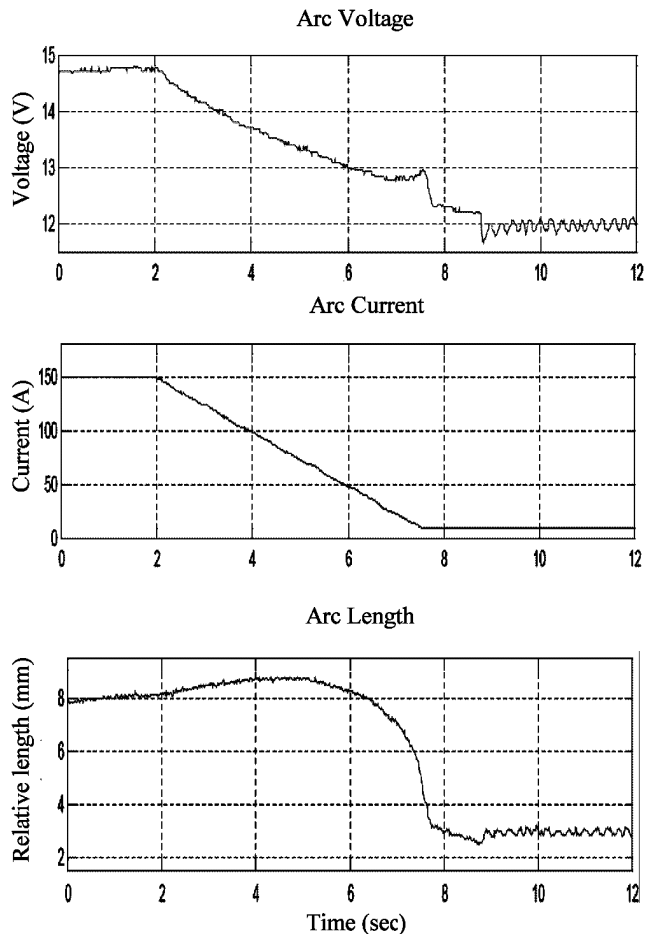 Arc Voltage
Voltage (V)
15
14
13
12
0 2 4 6 8 10 12
Arc Current
Current (A)
150
100
50
0
0 2 4 6 8 10 12
Arc Length
Relative length (mm)
8
6
4
2
0 2 4 6 8 10 12
Time (sec)